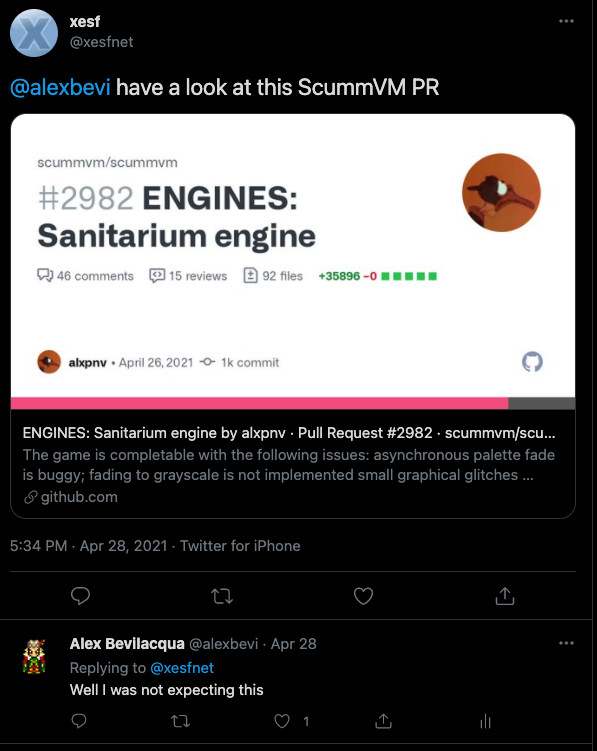 xesf
@xesfnet
@alexbevi have a look at this ScummVM PR
scummvm/scummvm
#2982 ENGINES:
Sanitarium engine
46 comments 15 reviews 92 files +35896 −0
alxpnv • April 26, 2021 1k commit
ENGINES: Sanitarium engine by alxpnv · Pull Request #2982 · scummvm/scu...
The game is completable with the following issues: asynchronous palette fade
is buggy; fading to grayscale is not implemented small graphical glitches ...
github.com
5:34 PM · Apr 28, 2021 · Twitter for iPhone
Alex Bevilacqua @alexbevi · Apr 28
Replying to @xesfnet
Well I was not expecting this
1